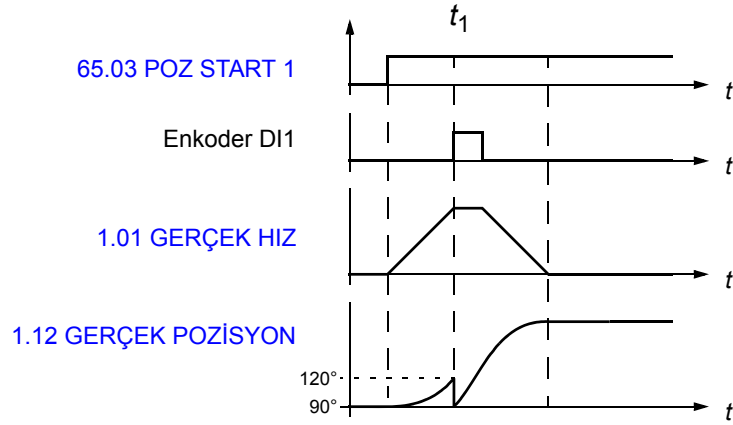 t1
65.03 POZ START 1
t
Enkoder DI1
t
1.01 GERÇEK HIZ
t
1.12 GERÇEK POZİSYON
120°
90°
t